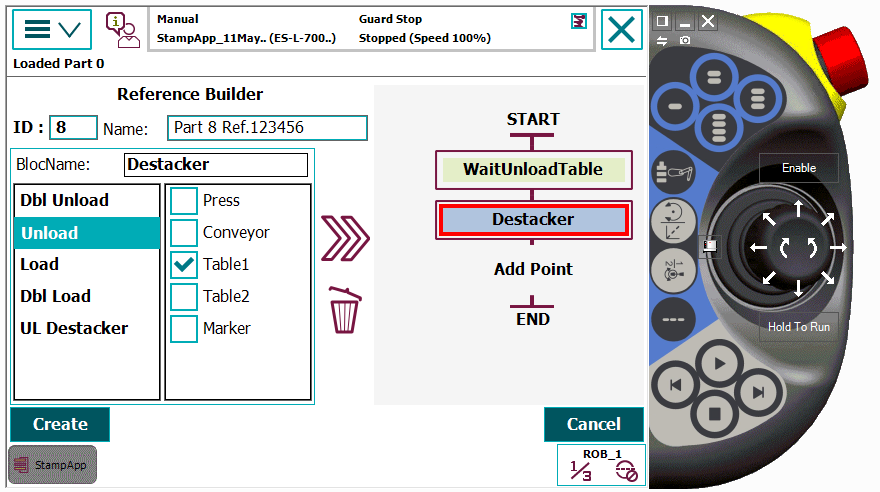 Manual
Guard Stop
StampApp_11May.. (ES-L-700..)
Stopped (Speed 100%)
Loaded Part 0
Reference Builder
ID : 8 Name: Part 8 Ref.123456
BlocName: Destacker
Dbl Unload
Unload
Load
Dbl Load
UL Destacker
Press
Conveyor
Table1
Table2
Marker
START
WaitUnloadTable
Destacker
Add Point
END
Create
Cancel
StampApp
ROB_1
1/3
Enable
Hold To Run